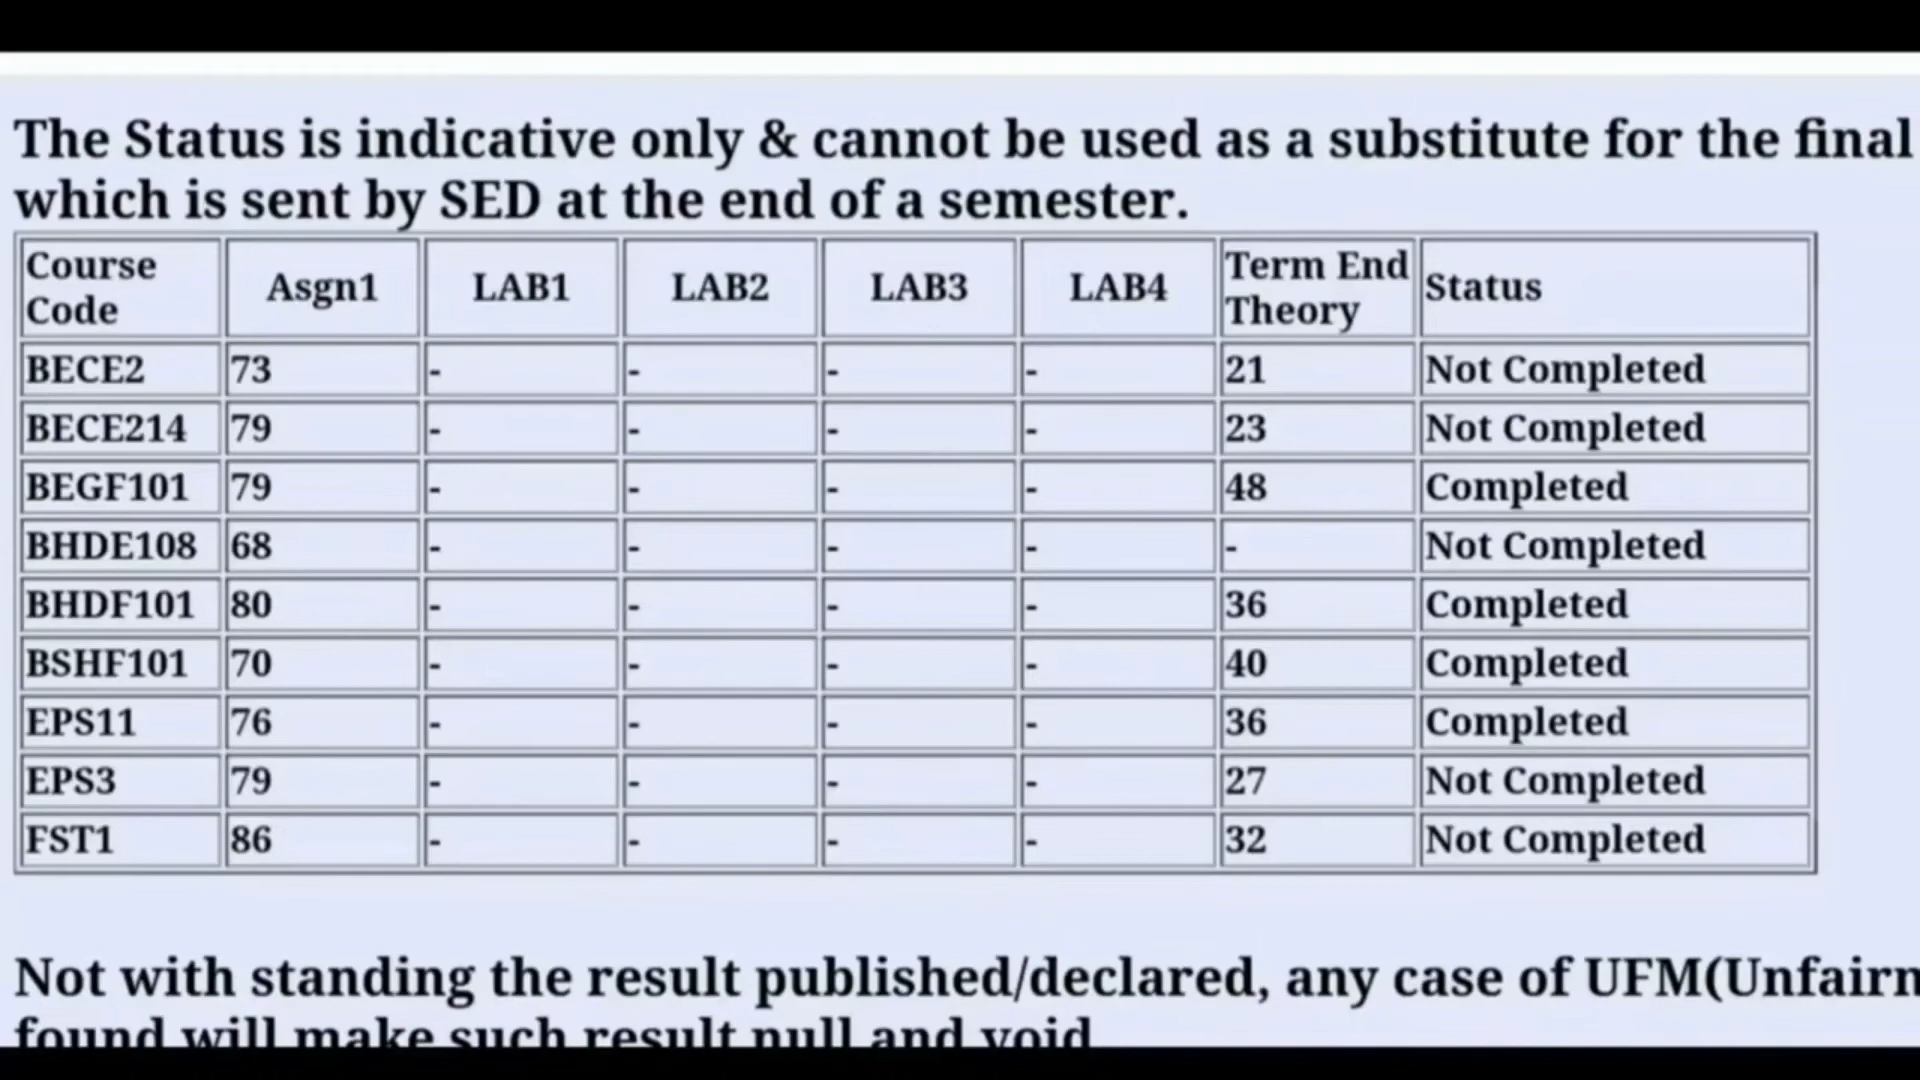 The Status is indicative only & cannot be used as a substitute for the final
which is sent by SED at the end of a semester.
Course Code Asgn1 LAB1 LAB2 LAB3 LAB4 Term End Theory Status
BECE2 73 - - - - 21 Not Completed
BECE214 79 - - - - 23 Not Completed
BEGF101 79 - - - - 48 Completed
BHDE108 68 - - - - - Not Completed
BHDF101 80 - - - - 36 Completed
BSHF101 70 - - - - 40 Completed
EPS11 76 - - - - 36 Completed
EPS3 79 - - - - 27 Not Completed
FST1 86 - - - - 32 Not Completed
Not with standing the result published/declared, any case of UFM(Unfairm
found will make such result null and void